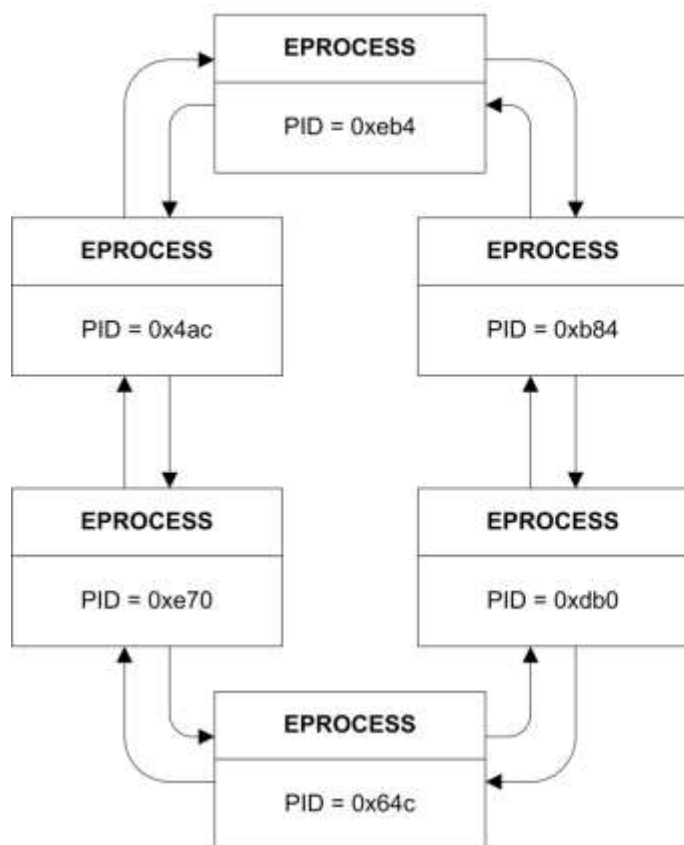 EPROCESS
PID = 0xeb4
EPROCESS
PID = 0x4ac
EPROCESS
PID = 0xb84
EPROCESS
PID = 0xe70
EPROCESS
PID = 0xdb0
EPROCESS
PID = 0x64c